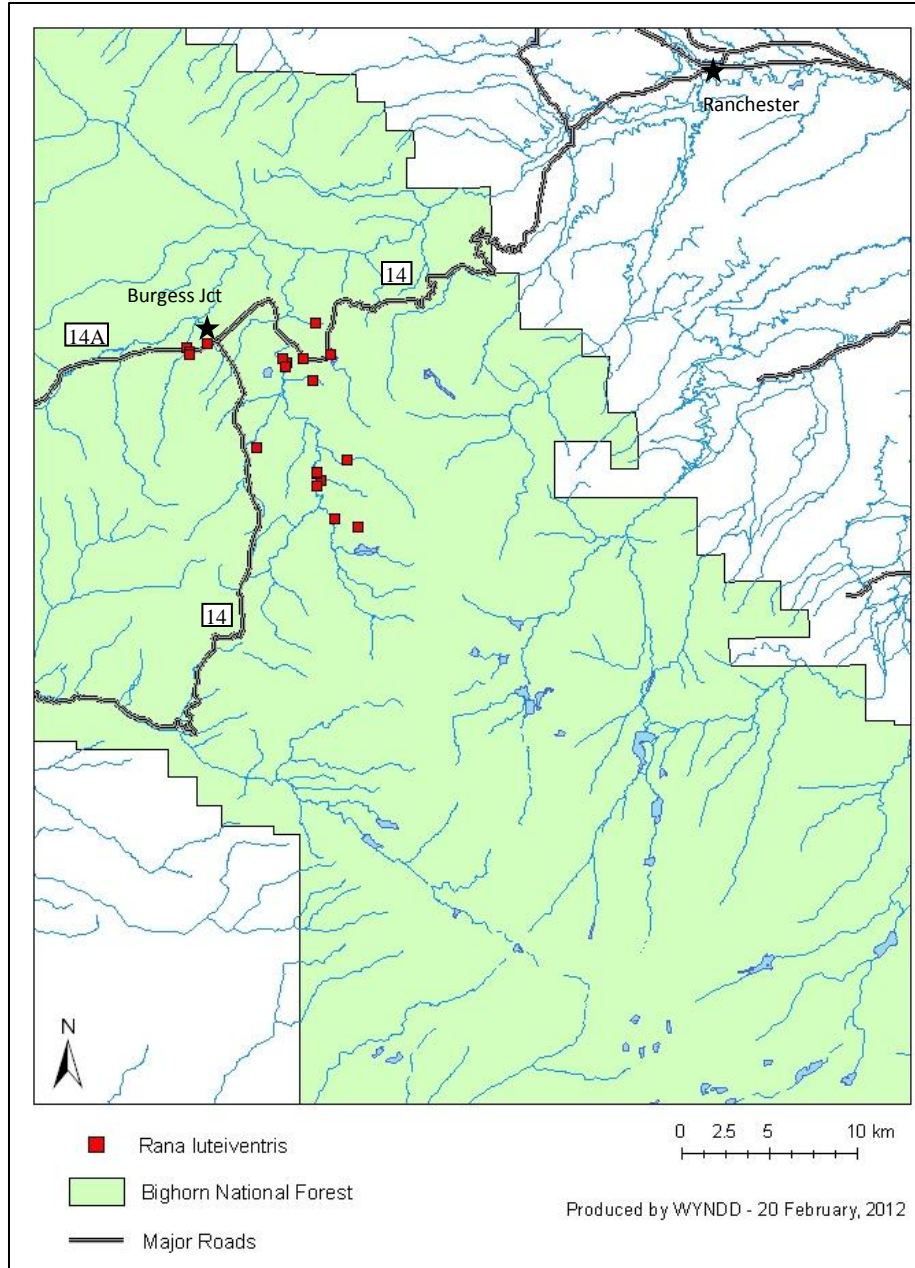 Ranchester
14
Burgess Jct
14A
14
N
Rana luteiventris
0 2.5 5 10 km
Bighorn National Forest
Produced by WYNDD - 20 February, 2012
Major Roads